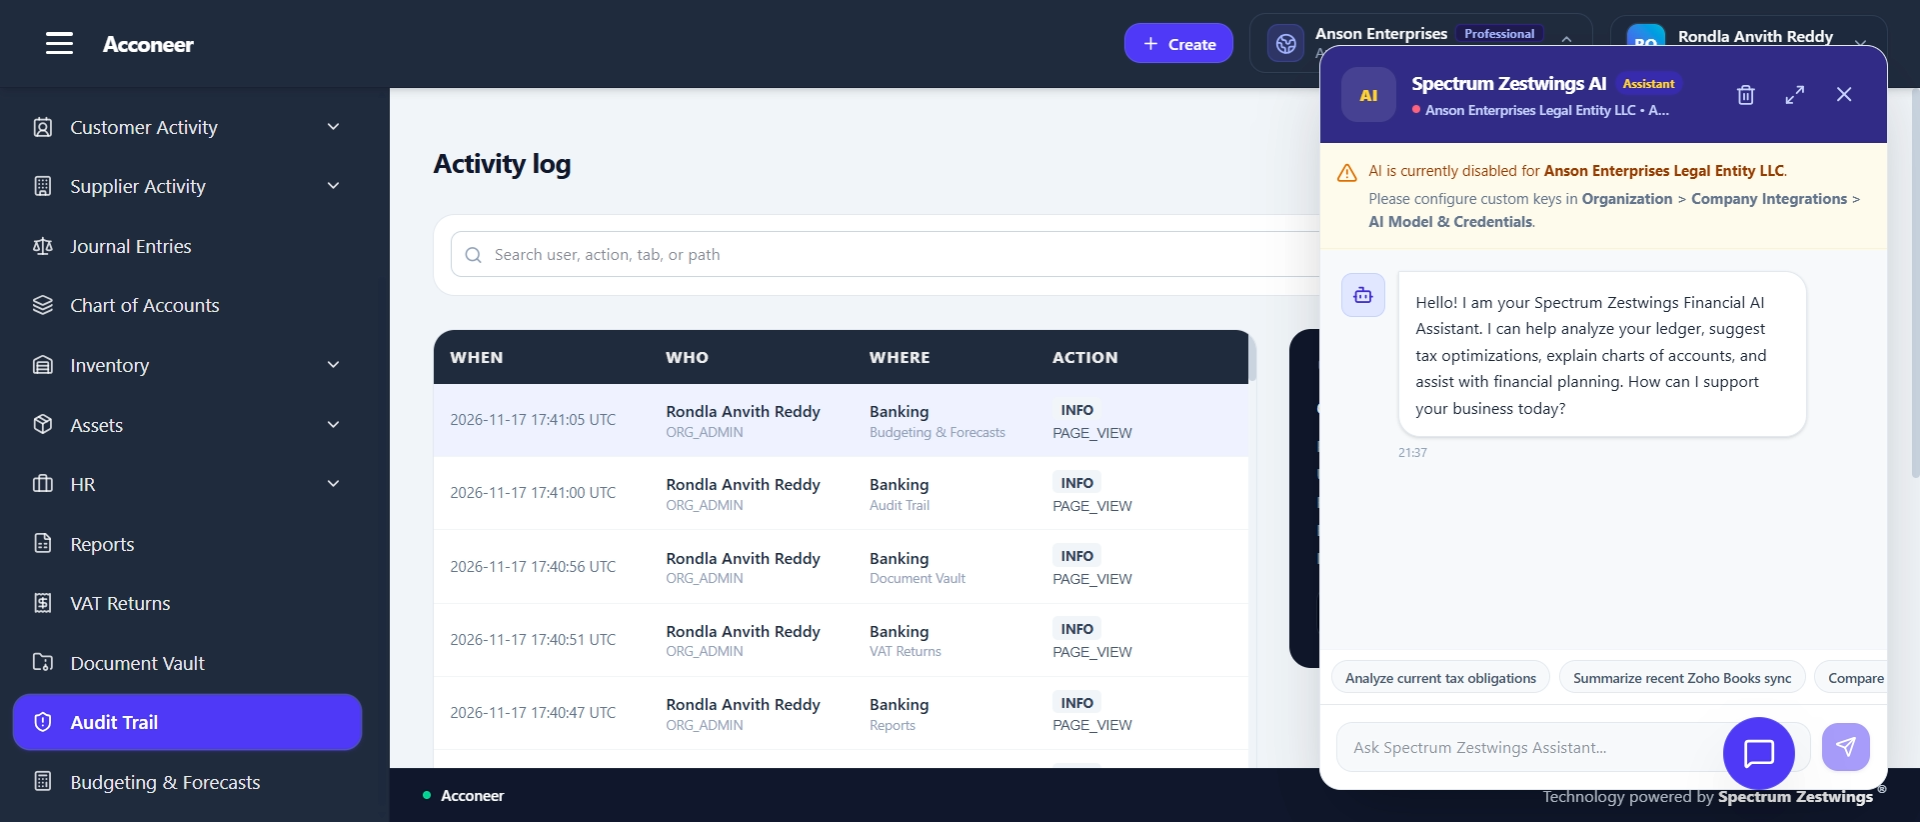 Acconeer
+ Create
Anson Enterprises Professional
Rondla Anvith Reddy
Customer Activity
Supplier Activity
Journal Entries
Chart of Accounts
Inventory
Assets
HR
Reports
VAT Returns
Document Vault
Audit Trail
Budgeting & Forecasts
Activity log
Search user, action, tab, or path
WHEN WHO WHERE ACTION
2026-11-17 17:41:05 UTC Rondla Anvith Reddy Banking INFO
ORG_ADMIN Budgeting & Forecasts PAGE_VIEW
2026-11-17 17:41:00 UTC Rondla Anvith Reddy Banking INFO
ORG_ADMIN Audit Trail PAGE_VIEW
2026-11-17 17:40:56 UTC Rondla Anvith Reddy Banking INFO
ORG_ADMIN Document Vault PAGE_VIEW
2026-11-17 17:40:51 UTC Rondla Anvith Reddy Banking INFO
ORG_ADMIN VAT Returns PAGE_VIEW
2026-11-17 17:40:47 UTC Rondla Anvith Reddy Banking INFO
ORG_ADMIN Reports PAGE_VIEW
AI
Spectrum Zestwings AI Assistant
Anson Enterprises Legal Entity LLC • A...
AI is currently disabled for Anson Enterprises Legal Entity LLC.
Please configure custom keys in Organization > Company Integrations >
AI Model & Credentials.
Hello! I am your Spectrum Zestwings Financial AI
Assistant. I can help analyze your ledger, suggest
tax optimizations, explain charts of accounts, and
assist with financial planning. How can I support
your business today?
21:37
Analyze current tax obligations
Summarize recent Zoho Books sync
Compare
Ask Spectrum Zestwings Assistant...
Acconeer
Technology powered by Spectrum Zestwings ®